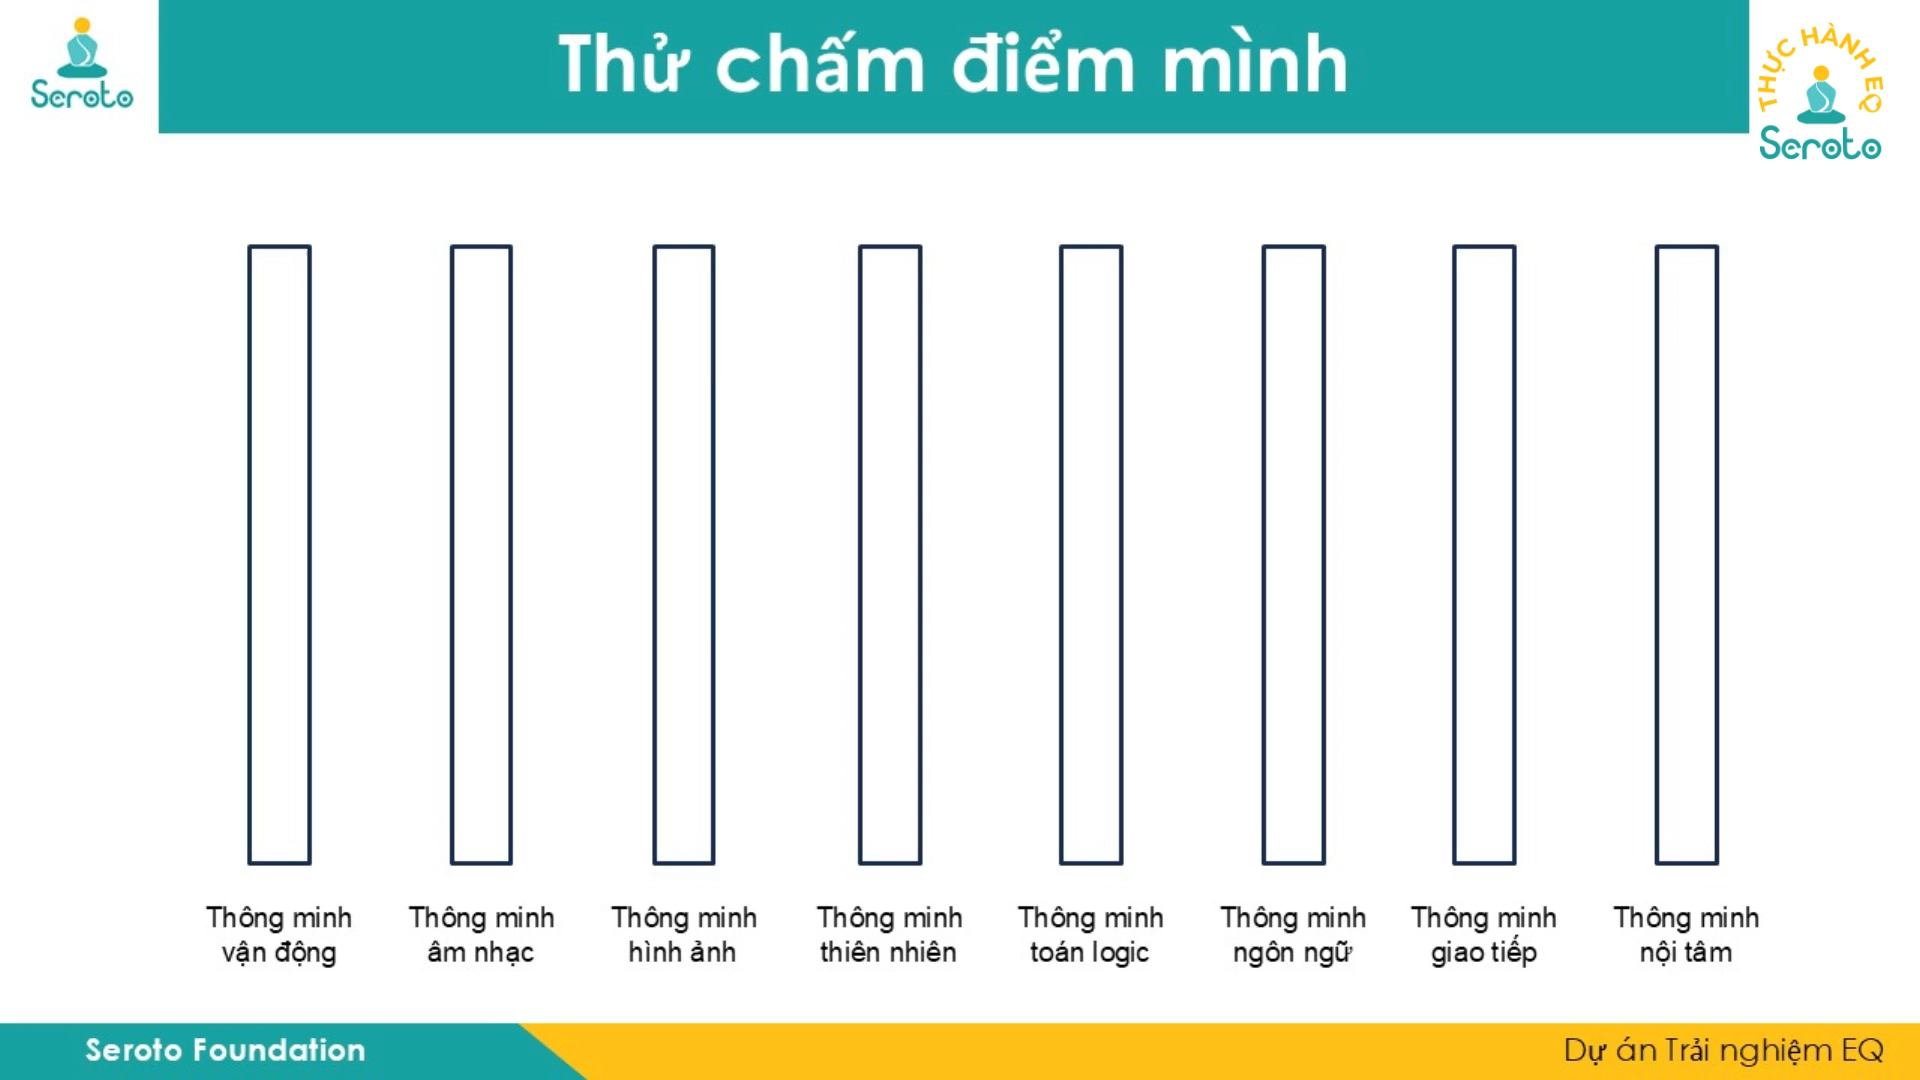 Seroto
Thử chấm điểm mình
THỰC HÀNH EQ
Seroto
Thông minh
vận động
Thông minh
âm nhạc
Thông minh
hình ảnh
Thông minh
thiên nhiên
Thông minh
toán logic
Thông minh
ngôn ngữ
Thông minh
giao tiếp
Thông minh
nội tâm
Seroto Foundation
Dự án Trải nghiệm EQ